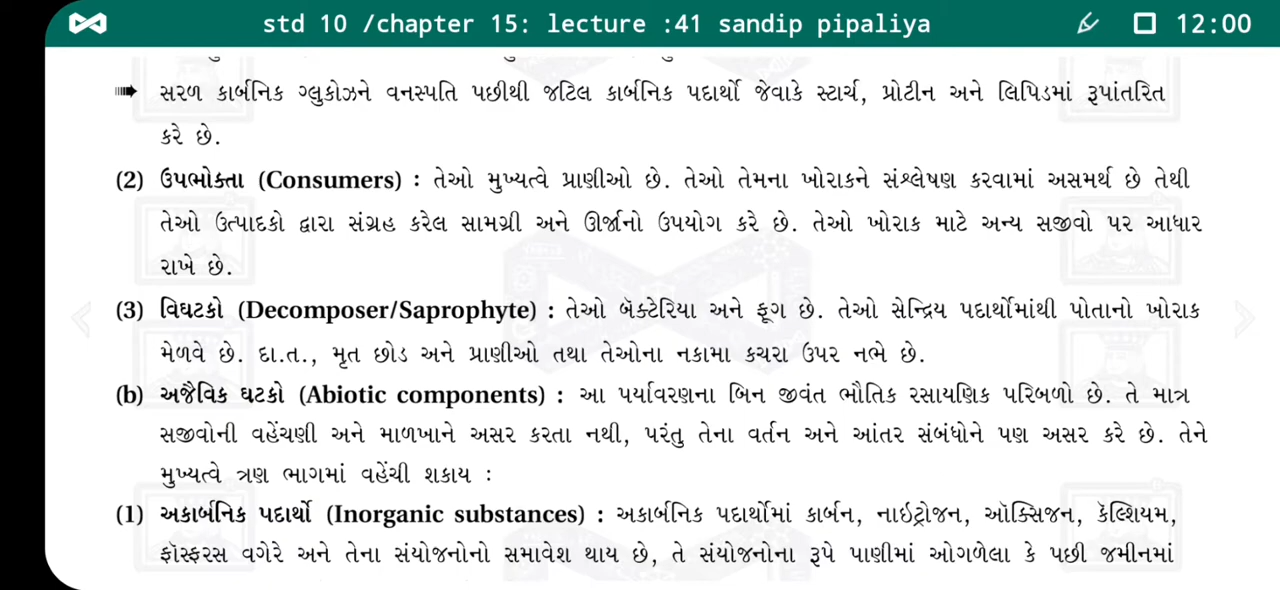 std 10 /chapter 15: lecture :41 sandip pipaliya
12:00
સરળ કાર્બનિક ગ્લુકોઝને વનસ્પતિ પછીથી જટિલ કાર્બનિક પદાર્થો જેવાકે સ્ટાર્ચ, પ્રોટીન અને લિપિડમાં રૂપાંતરિત
કરે છે.
(2) ઉપભોક્તા (Consumers) : તેઓ મુખ્યત્વે પ્રાણીઓ છે. તેઓ તેમના ખોરાકને સંશ્લેષણ કરવામાં અસમર્થ છે તેથી
તેઓ ઉત્પાદકો દ્વારા સંગ્રહ કરેલ સામગ્રી અને ઊર્જાનો ઉપયોગ કરે છે. તેઓ ખોરાક માટે અન્ય સજીવો પર આધાર
રાખે છે.
(3) વિઘટકો (Decomposer/Saprophyte) : તેઓ બૅક્ટેરિયા અને ફૂગ છે. તેઓ સેન્દ્રિય પદાર્થોમાંથી પોતાનો ખોરાક
મેળવે છે. દા.ત., મૃત છોડ અને પ્રાણીઓ તથા તેઓના નકામા કચરા ઉપર નભે છે.
(b) અજૈવિક ઘટકો (Abiotic components) : આ પર્યાવરણના બિન જીવંત ભૌતિક રસાયણિક પરિબળો છે. તે માત્ર
સજીવોની વહેંચણી અને માળખાને અસર કરતા નથી, પરંતુ તેના વર્તન અને આંતર સંબંધોને પણ અસર કરે છે. તેને
મુખ્યત્વે ત્રણ ભાગમાં વહેંચી શકાય :
(1) અકાર્બનિક પદાર્થો (Inorganic substances) : અકાર્બનિક પદાર્થોમાં કાર્બન, નાઇટ્રોજન, ઑક્સિજન, કૅલ્શિયમ,
ફૉસ્ફરસ વગેરે અને તેના સંયોજનોનો સમાવેશ થાય છે, તે સંયોજનોના રૂપે પાણીમાં ઓગળેલા કે પછી જમીનમાં